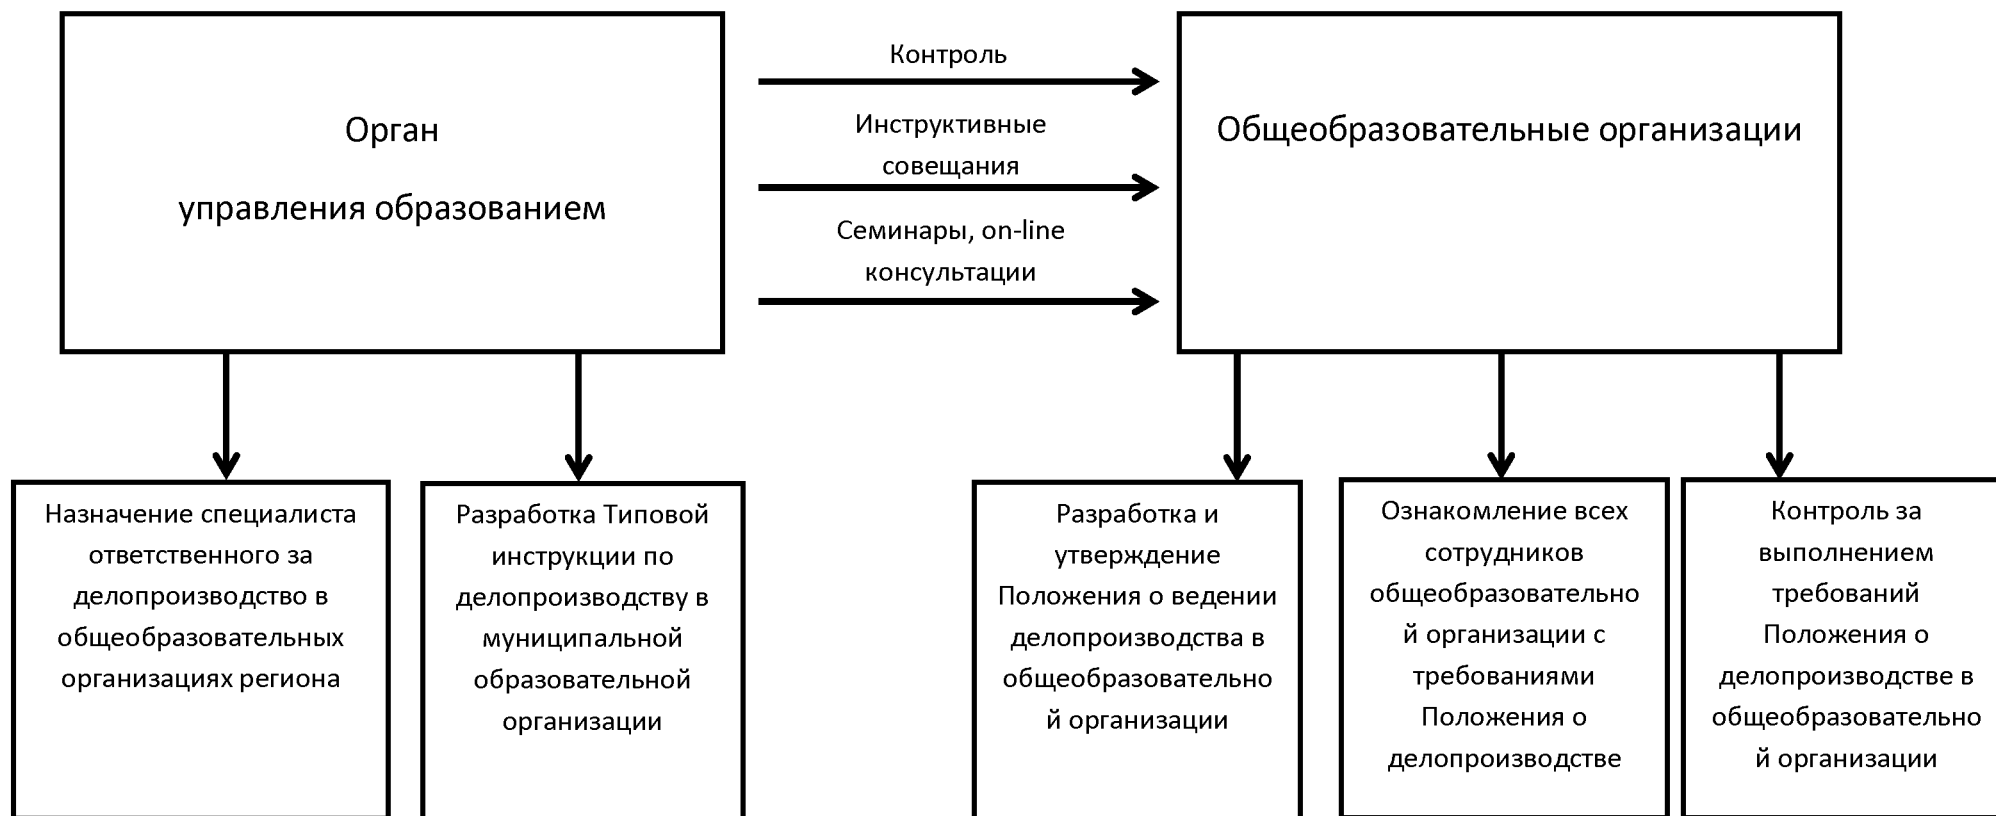 Орган
управления образованием
Контроль
Инструктивные
совещания
Семинары, on-line
консультации
Общеобразовательные организации
Назначение специалиста
ответственного за
делопроизводство в
общеобразовательных
организациях региона
Разработка Типовой
инструкции по
делопроизводству в
муниципальной
образовательной
организации
Разработка и
утверждение
Положения о ведении
делопроизводства в
общеобразовательно
й организации
Ознакомление всех
сотрудников
общеобразовательно
й организации с
требованиями
Положения о
делопроизводстве
Контроль за
выполнением
требований
Положения о
делопроизводстве в
общеобразовательно
й организации